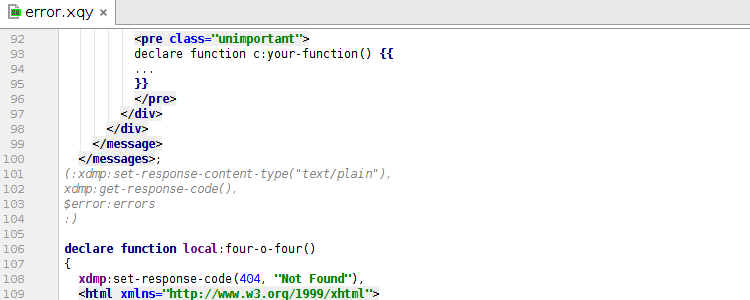 error.xqy ×
92 <pre class="unimportant">
93 declare function c:your-function() {{
94 ...
95 }}
96 </pre>
97 </div>
98 </div>
99 </message>
100 </messages>;
101 (:xdmp:set-response-content-type("text/plain"),
102 xdmp:get-response-code(),
103 $error:errors
104 :)
105
106 declare function local:four-o-four()
107 {
108 xdmp:set-response-code(404, "Not Found"),
109 <html xmlns="http://www.w3.org/1999/xhtml">